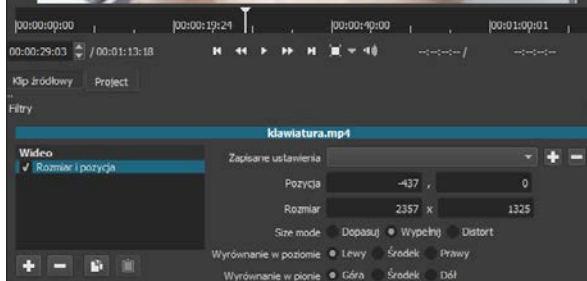 00:00:00:00 00:00:19:24 00:00:40:00 00:01:00:01
00:00:29:03 / 00:01:13:18 --:--:--:-- / --:--:--:--
Klip źródłowy Project
Filtry
klawiatura.mp4
Wideo
Rozmiar i pozycja
Zapisane ustawienia
Pozycja -437 , 0
Rozmiar 2357 x 1325
Size mode Dopasuj Wypełnij Distort
Wyrównanie w poziomie Lewy Środek Prawy
Wyrównanie w pionie Góra Środek Dół